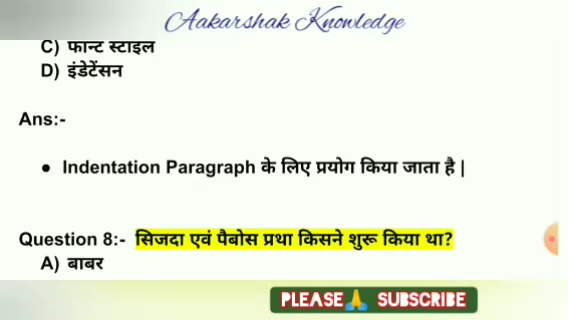 Aakarshak Knowledge
C) फान्ट स्टाइल
D) इंडेटेंसन
Ans:-
● Indentation Paragraph के लिए प्रयोग किया जाता है |
Question 8:- सिजदा एवं पैबोस प्रथा किसने शुरू किया था?
A) बाबर
PLEASE🙏 SUBSCRIBE